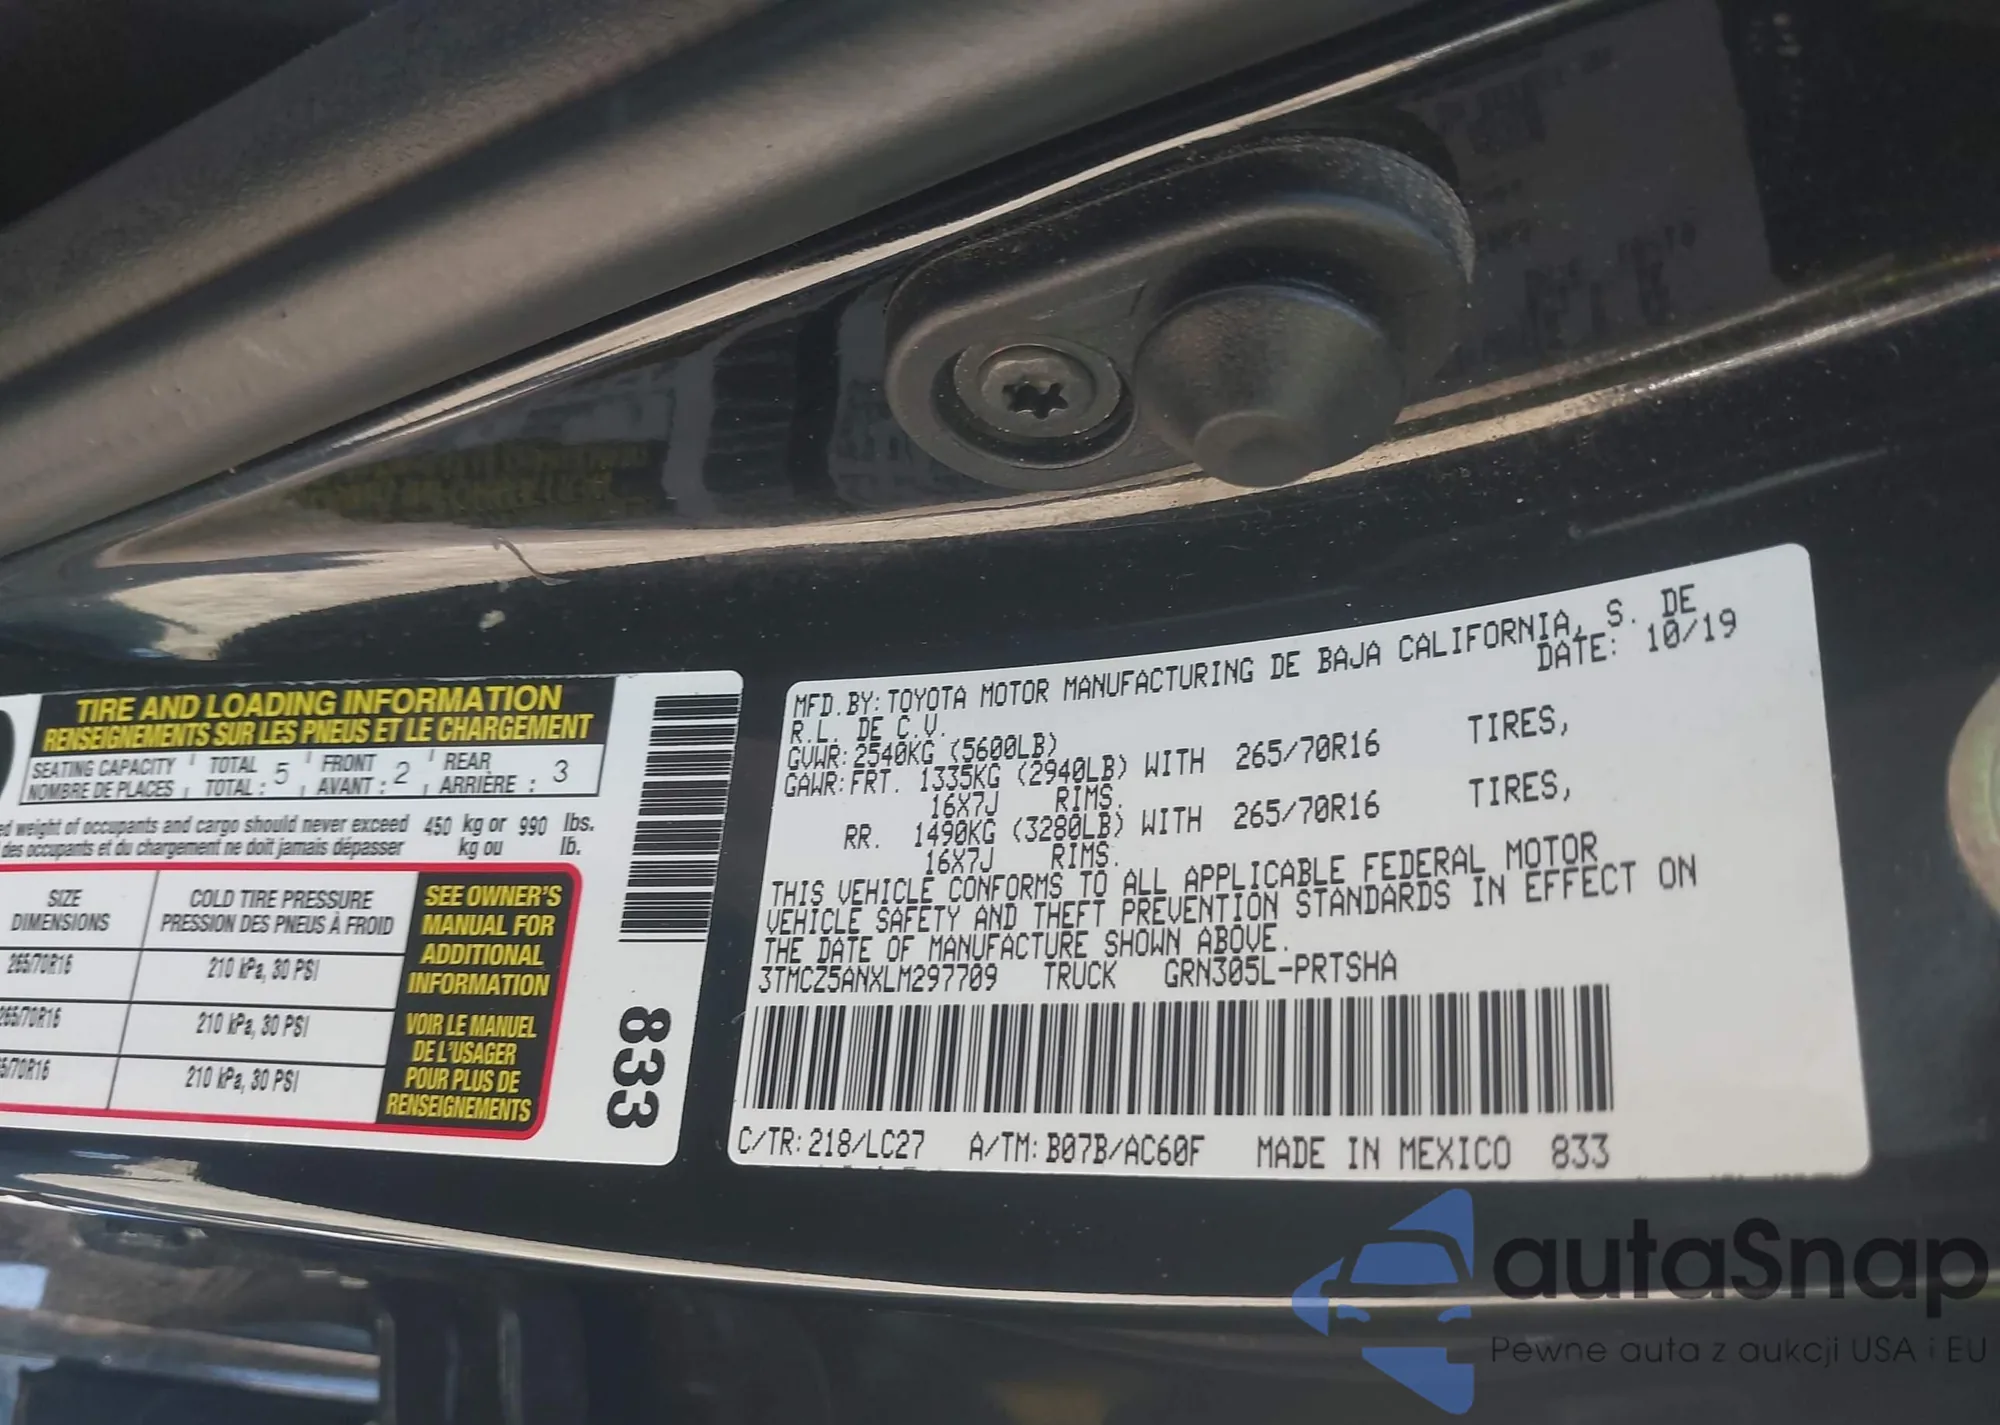 TIRE AND LOADING INFORMATION
RENSEIGNEMENTS SUR LES PNEUS ET LE CHARGEMENT
SEATING CAPACITY TOTAL 5 FRONT 2 REAR 3
NOMBRE DE PLACES TOTAL : AVANT : ARRIÈRE :
weight of occupants and cargo should never exceed 450 kg or 990 lbs.
des occupants et du chargement ne doit jamais dépasser kg ou lb.
SIZE
DIMENSIONS
COLD TIRE PRESSURE
PRESSION DES PNEUS À FROID
265/70R16 210 kPa, 30 PSI
265/70R16 210 kPa, 30 PSI
5/70R16 210 kPa, 30 PSI
SEE OWNER'S
MANUAL FOR
ADDITIONAL
INFORMATION
VOIR LE MANUEL
DE L'USAGER
POUR PLUS DE
RENSEIGNEMENTS
833
MFD.BY:TOYOTA MOTOR MANUFACTURING DE BAJA CALIFORNIA, S. DE
R.L. DE C.V. DATE: 10/19
GVWR:2540KG (5600LB)
GAWR:FRT. 1335KG (2940LB) WITH 265/70R16 TIRES,
16X7J RIMS.
RR. 1490KG (3280LB) WITH 265/70R16 TIRES,
16X7J RIMS.
THIS VEHICLE CONFORMS TO ALL APPLICABLE FEDERAL MOTOR
VEHICLE SAFETY AND THEFT PREVENTION STANDARDS IN EFFECT ON
THE DATE OF MANUFACTURE SHOWN ABOVE.
3TMCZ5ANXLM297709 TRUCK GRN305L-PRTSHA
C/TR:218/LC27 A/TM:B07B/AC60F MADE IN MEXICO 833
autaSnap
Pewne auta z aukcji USA i EU